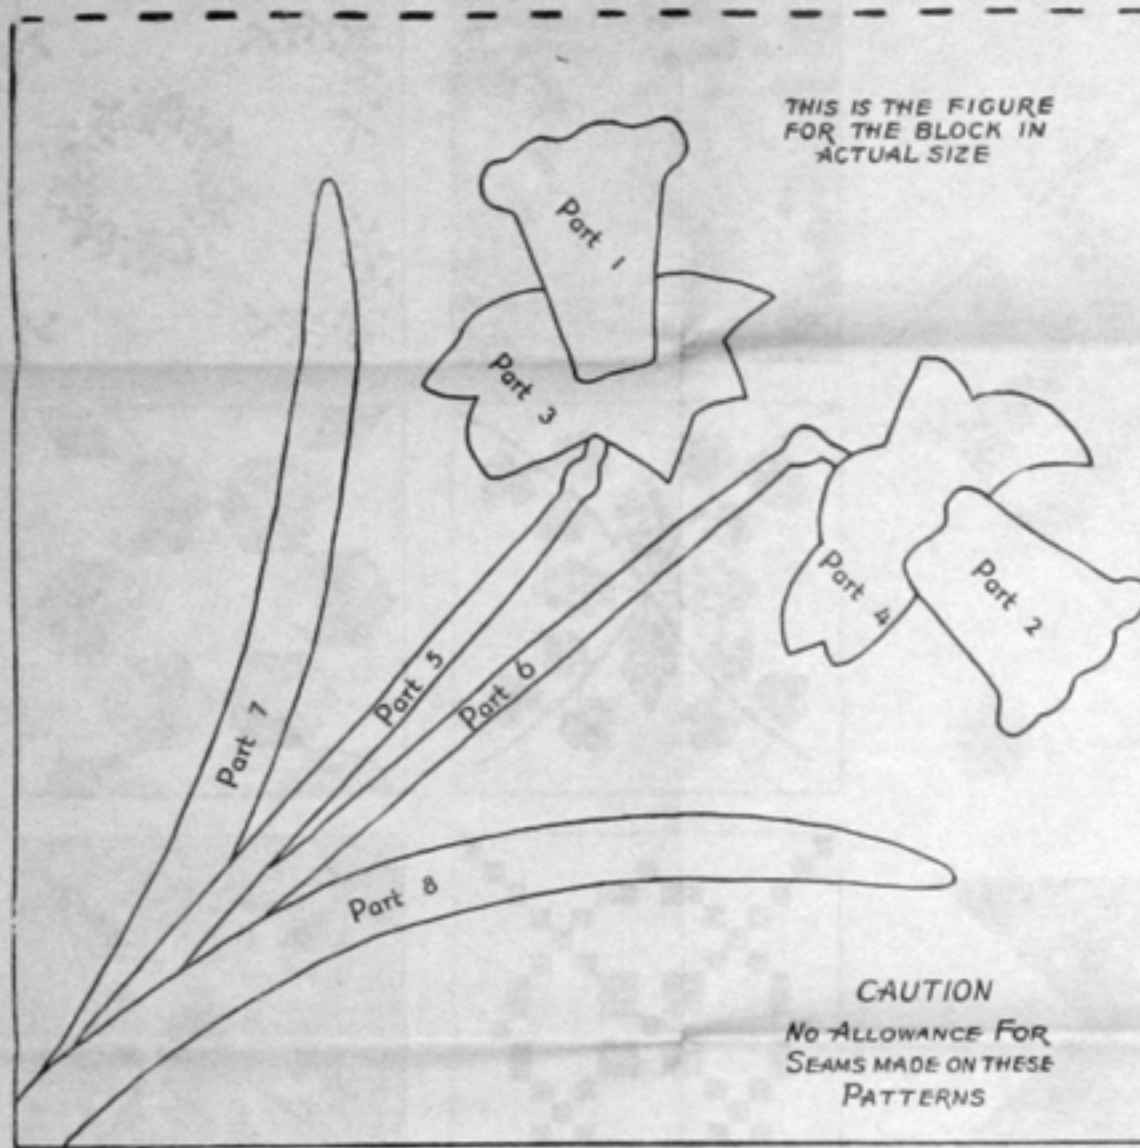 THIS IS THE FIGURE
FOR THE BLOCK IN
ACTUAL SIZE
Part 1
Part 3
Part 4
Part 2
Part 5
Part 6
Part 7
Part 8
CAUTION
NO ALLOWANCE FOR
SEAMS MADE ON THESE
PATTERNS